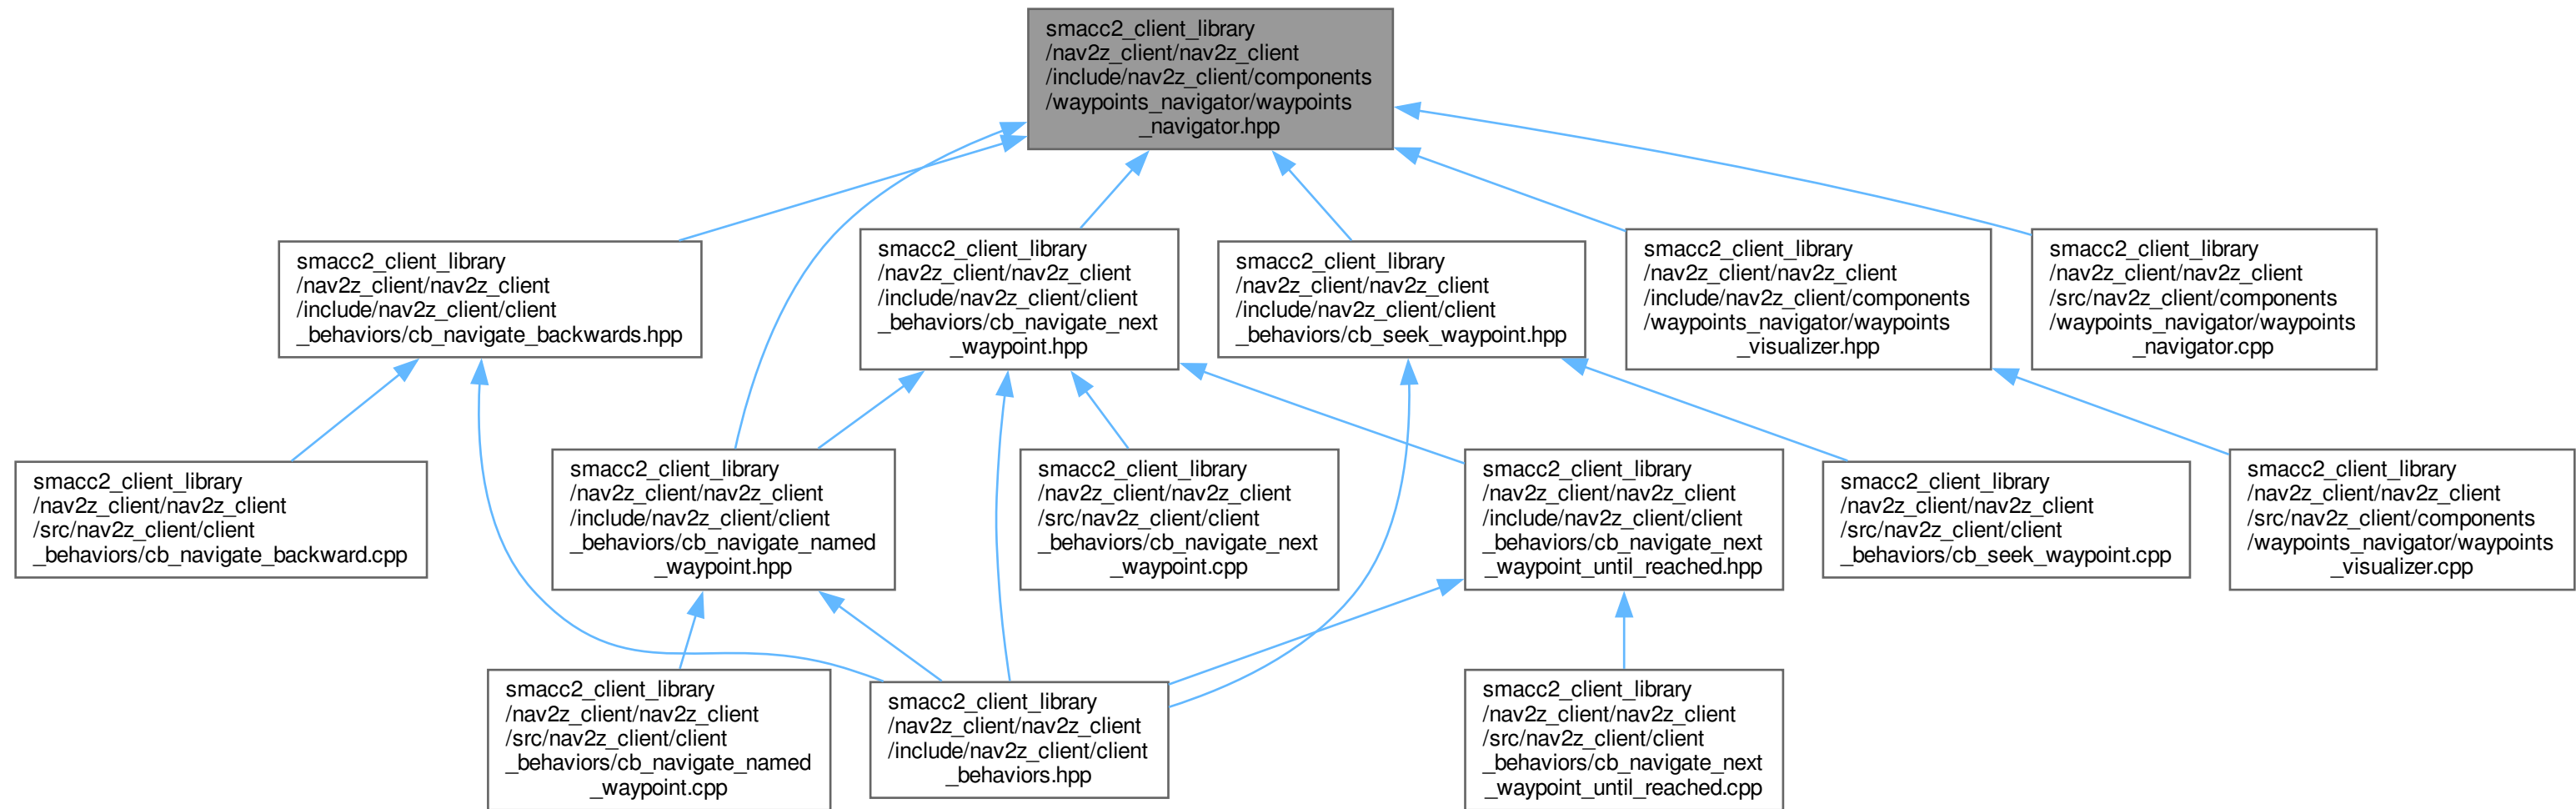 smacc2_client_library
/nav2z_client/nav2z_client
/include/nav2z_client/components
/waypoints_navigator/waypoints
_navigator.hpp
smacc2_client_library
/nav2z_client/nav2z_client
/include/nav2z_client/client
_behaviors/cb_navigate_backwards.hpp
smacc2_client_library
/nav2z_client/nav2z_client
/include/nav2z_client/client
_behaviors/cb_navigate_next
_waypoint.hpp
smacc2_client_library
/nav2z_client/nav2z_client
/include/nav2z_client/client
_behaviors/cb_seek_waypoint.hpp
smacc2_client_library
/nav2z_client/nav2z_client
/include/nav2z_client/components
/waypoints_navigator/waypoints
_visualizer.hpp
smacc2_client_library
/nav2z_client/nav2z_client
/src/nav2z_client/components
/waypoints_navigator/waypoints
_navigator.cpp
smacc2_client_library
/nav2z_client/nav2z_client
/src/nav2z_client/client
_behaviors/cb_navigate_backward.cpp
smacc2_client_library
/nav2z_client/nav2z_client
/include/nav2z_client/client
_behaviors/cb_navigate_named
_waypoint.hpp
smacc2_client_library
/nav2z_client/nav2z_client
/src/nav2z_client/client
_behaviors/cb_navigate_next
_waypoint.cpp
smacc2_client_library
/nav2z_client/nav2z_client
/include/nav2z_client/client
_behaviors/cb_navigate_next
_waypoint_until_reached.hpp
smacc2_client_library
/nav2z_client/nav2z_client
/src/nav2z_client/client
_behaviors/cb_seek_waypoint.cpp
smacc2_client_library
/nav2z_client/nav2z_client
/src/nav2z_client/components
/waypoints_navigator/waypoints
_visualizer.cpp
smacc2_client_library
/nav2z_client/nav2z_client
/src/nav2z_client/client
_behaviors/cb_navigate_named
_waypoint.cpp
smacc2_client_library
/nav2z_client/nav2z_client
/include/nav2z_client/client
_behaviors.hpp
smacc2_client_library
/nav2z_client/nav2z_client
/src/nav2z_client/client
_behaviors/cb_navigate_next
_waypoint_until_reached.cpp